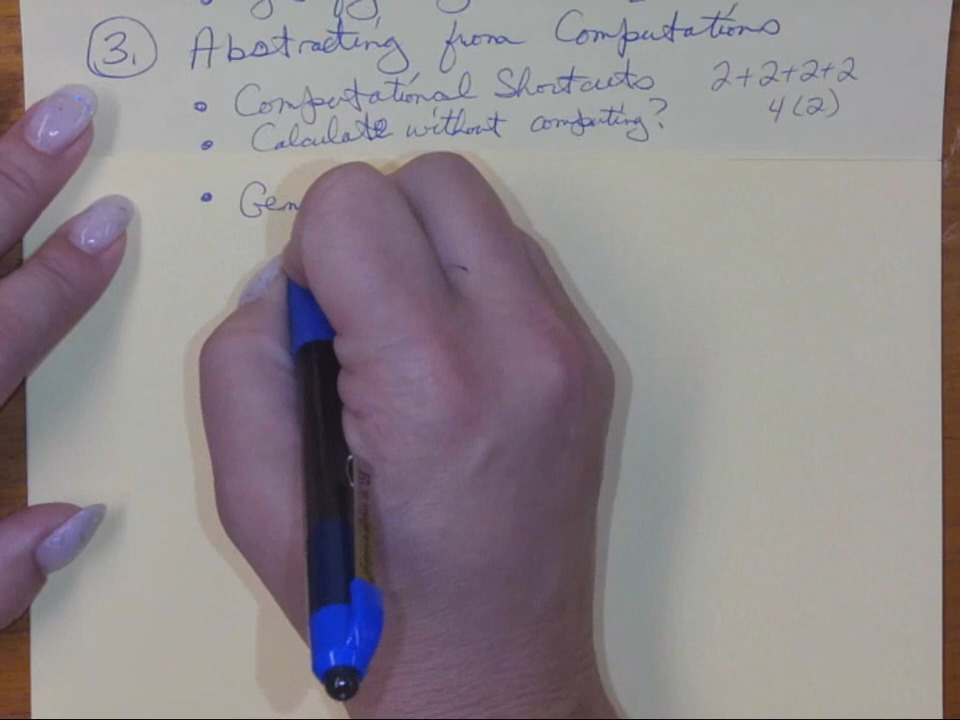 3. Abstracting from Computations
• Computational Shortcuts 2+2+2+2
4(2)
• Calculate without computing?
• Gen